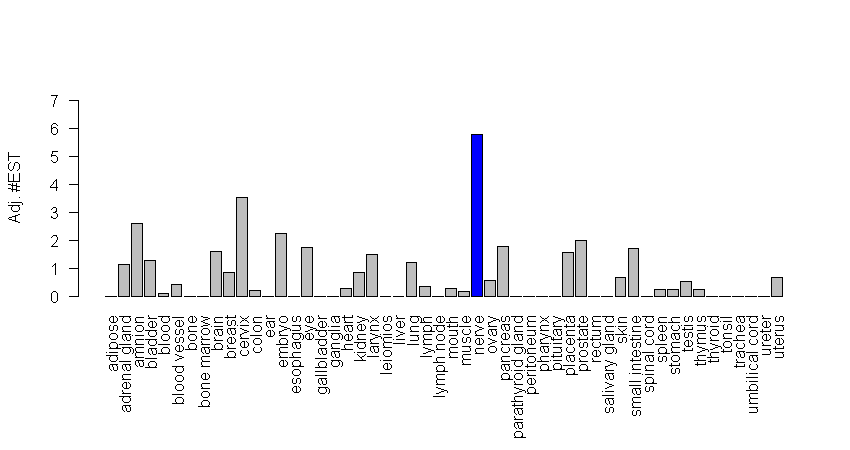 Adj. #EST
7
6
5
4
3
2
1
0
adipose
adrenal gland
amnion
bladder
blood
blood vessel
bone
bone marrow
brain
breast
cervix
colon
ear
embryo
esophagus
eye
gallbladder
ganglia
heart
kidney
larynx
leiomios
liver
lung
lymph
lymph node
mouth
muscle
nerve
ovary
pancreas
parathyroid gland
peritoneum
pharynx
pituitary
placenta
prostate
rectum
salivary gland
skin
small intestine
spinal cord
spleen
stomach
testis
thymus
thyroid
tonsil
trachea
umbilical cord
ureter
uterus